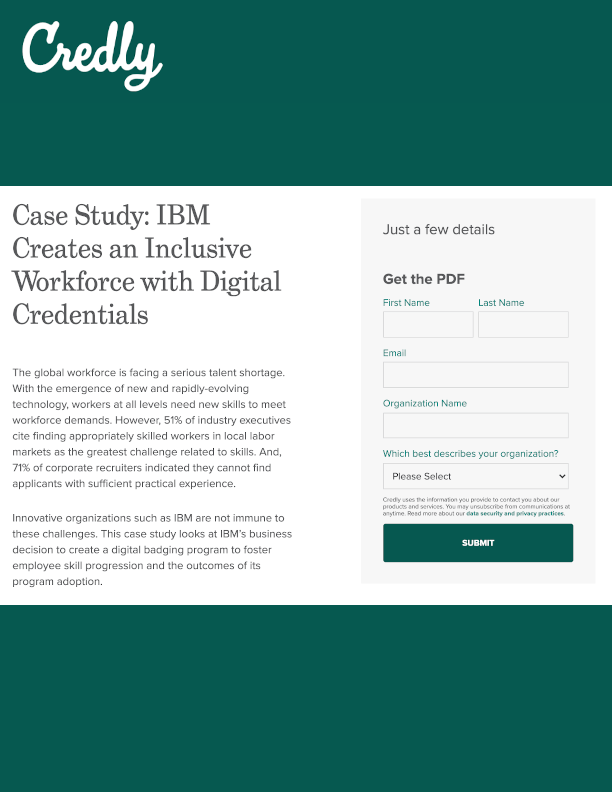 Credly
Case Study: IBM
Creates an Inclusive
Workforce with Digital
Credentials
The global workforce is facing a serious talent shortage.
With the emergence of new and rapidly-evolving
technology, workers at all levels need new skills to meet
workforce demands. However, 51% of industry executives
cite finding appropriately skilled workers in local labor
markets as the greatest challenge related to skills. And,
71% of corporate recruiters indicated they cannot find
applicants with sufficient practical experience.
Innovative organizations such as IBM are not immune to
these challenges. This case study looks at IBM's business
decision to create a digital badging program to foster
employee skill progression and the outcomes of its
program adoption.
Just a few details
Get the PDF
First Name Last Name
Email
Organization Name
Which best describes your organization?
Please Select
Credly uses the information you provide to contact you about our
products and services. You may unsubscribe from communications at
anytime. Read more about our data security and privacy practices.
SUBMIT